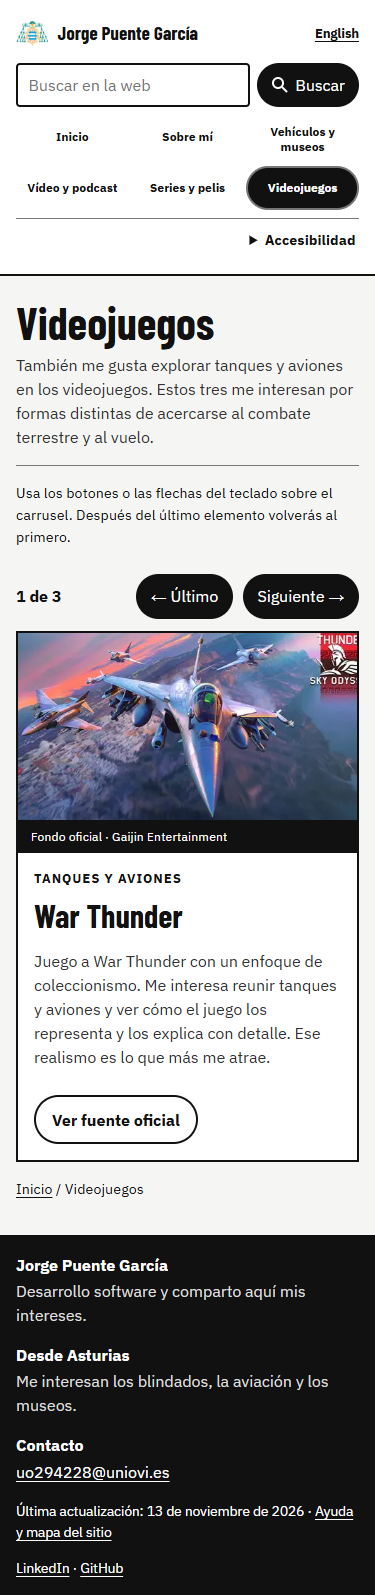 Jorge Puente García
English
Buscar en la web
Buscar
Inicio
Sobre mí
Vehículos y
museos
Vídeo y podcast
Series y pelis
Videojuegos
▶ Accesibilidad
Videojuegos
También me gusta explorar tanques y aviones
en los videojuegos. Estos tres me interesan por
formas distintas de acercarse al combate
terrestre y al vuelo.
Usa los botones o las flechas del teclado sobre el
carrusel. Después del último elemento volverás al
primero.
1 de 3
← Último
Siguiente →
THUNDE
SKY ODYS
Fondo oficial · Gaijin Entertainment
TANQUES Y AVIONES
War Thunder
Juego a War Thunder con un enfoque de
coleccionismo. Me interesa reunir tanques
y aviones y ver cómo el juego los
representa y los explica con detalle. Ese
realismo es lo que más me atrae.
Ver fuente oficial
Inicio / Videojuegos
Jorge Puente García
Desarrollo software y comparto aquí mis
intereses.
Desde Asturias
Me interesan los blindados, la aviación y los
museos.
Contacto
uo294228@uniovi.es
Última actualización: 13 de noviembre de 2026 · Ayuda
y mapa del sitio
LinkedIn · GitHub